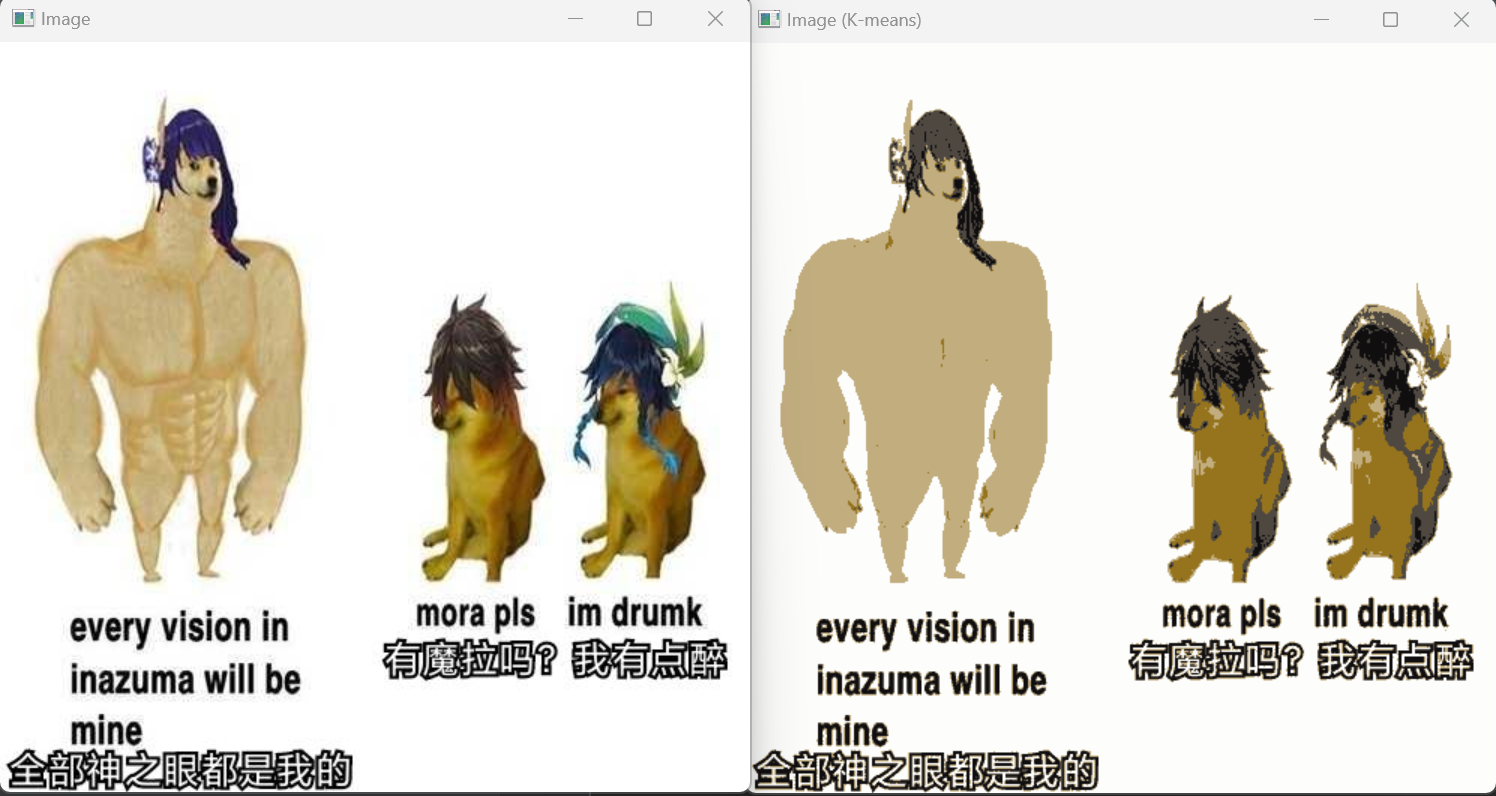 Image
every vision in
inazuma will be
mine
全部神之眼都是我的
mora pls
有魔拉吗?
im drumk
我有点醉
Image (K-means)
every vision in
inazuma will be
mine
全部神之眼都是我的
mora pls
有魔拉吗?
im drumk
我有点醉